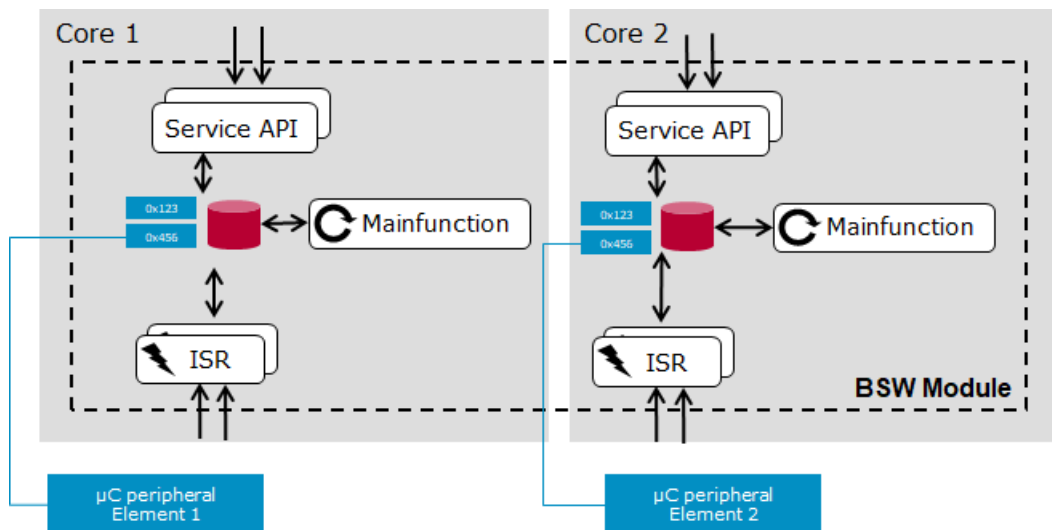 Core 1
Core 2
Service API
Service API
0x123
0x456
Mainfunction
0x123
0x456
Mainfunction
ISR
ISR
BSW Module
µC peripheral
Element 1
µC peripheral
Element 2